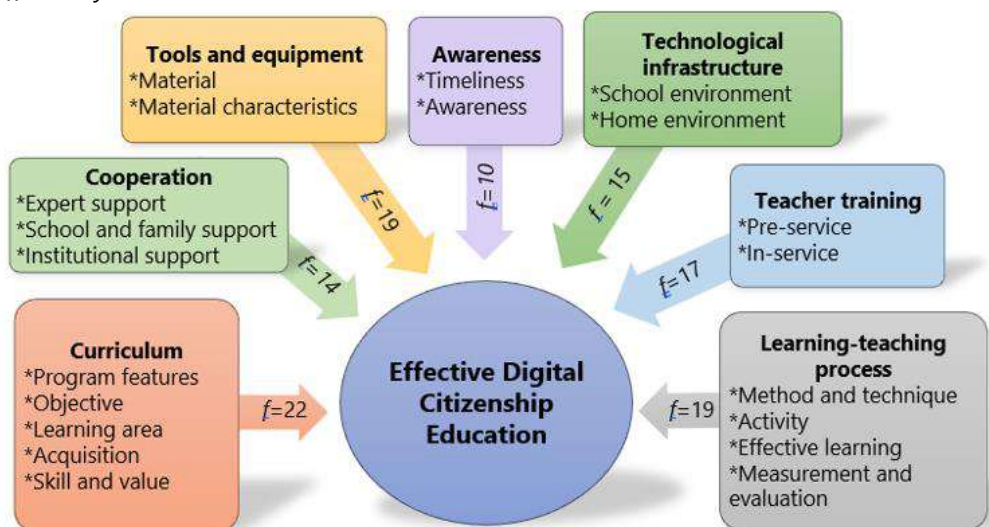 Tools and equipment
*Material
*Material characteristics
f=19
Awareness
*Timeliness
*Awareness
f=10
Technological
infrastructure
*School environment
*Home environment
f = 15
Cooperation
*Expert support
*School and family support
*Institutional support
f=14
Teacher training
*Pre-service
*In-service
f=17
Curriculum
*Program features
*Objective
*Learning area
*Acquisition
*Skill and value
f=22
Effective Digital
Citizenship
Education
Learning-teaching
process
*Method and technique
*Activity
*Effective learning
*Measurement and
evaluation
f=19